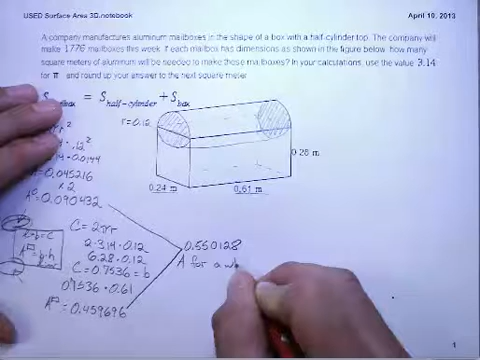 USED Surface Area 3D.notebook
April 10, 2013
A company manufactures aluminum mailboxes in the shape of a box with a half-cylinder top. The company will
make 1776 mailboxes this week. If each mailbox has dimensions as shown in the figure below, how many
square meters of aluminum will be needed to make these mailboxes? In your calculations, use the value 3.14
for π and round up your answer to the next square meter.
= S half-cylinder + S box
r=0.12
0.28 m
0.24 m
0.61 m
.12²
0.0144
A=0.045216
x 2
A=0.090432
C=2πr
2·3.14·0.12
6.28·0.12
C=0.7536=b
0.7536·0.61
A=0.459696
0.550128
A for a wh
1